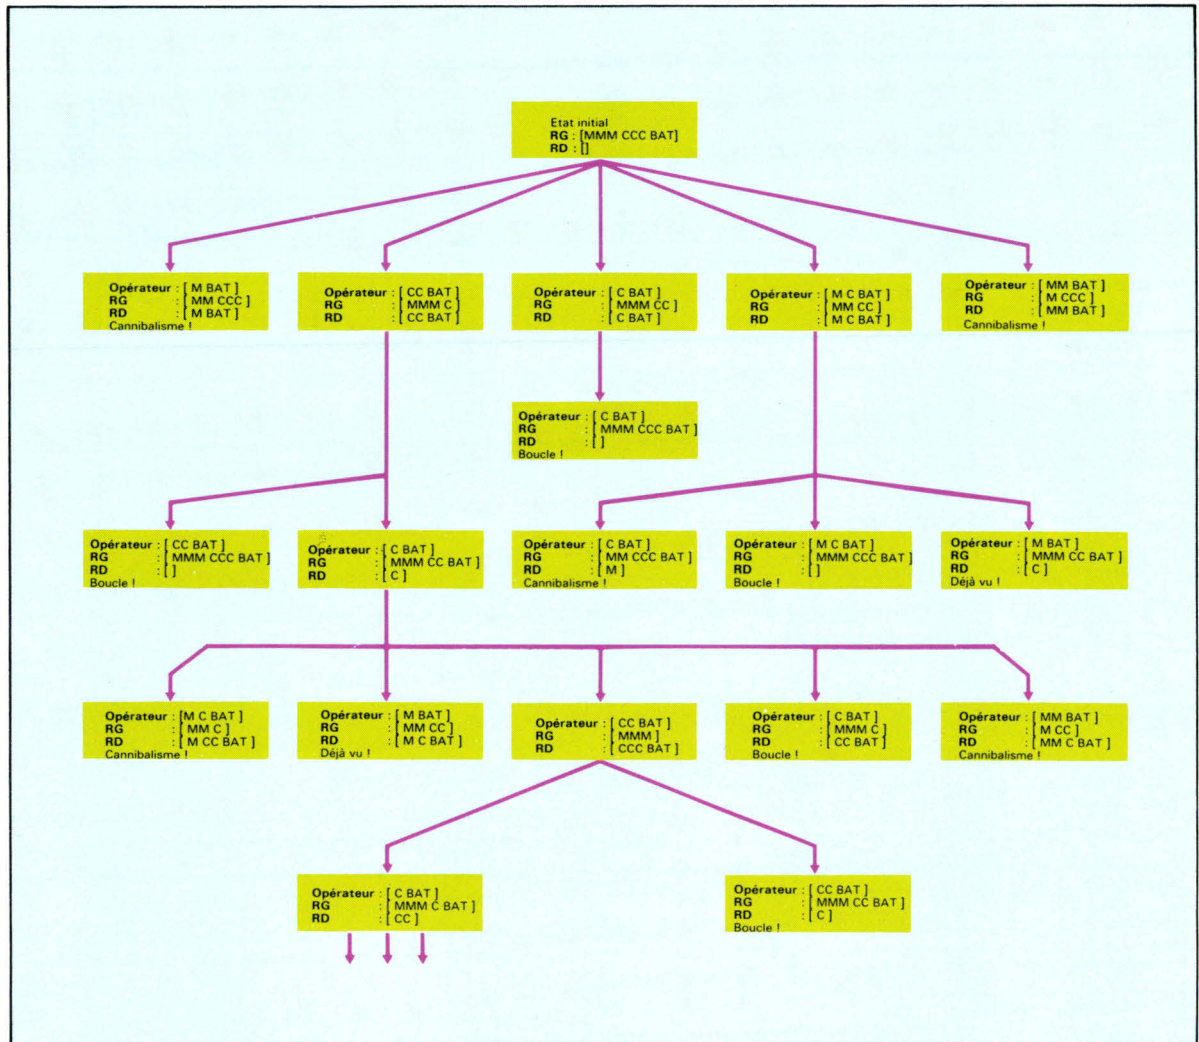 Etat initial
RG : [MMM CCC BAT]
RD : []
Opérateur : [ M BAT ]
RG : [ MM CCC ]
RD : [ M BAT ]
Cannibalisme !
Opérateur : [ CC BAT ]
RG : [ MMM C ]
RD : [ CC BAT ]
Opérateur : [ C BAT ]
RG : [ MMM CC ]
RD : [ C BAT ]
Opérateur : [ M C BAT ]
RG : [ MM CC ]
RD : [ M C BAT ]
Opérateur : [ MM BAT ]
RG : [ M CCC ]
RD : [ MM BAT ]
Cannibalisme !
Opérateur : [ C BAT ]
RG : [ MMM CCC BAT ]
RD : [ ]
Boucle !
Opérateur : [ CC BAT ]
RG : [ MMM CCC BAT ]
RD : [ ]
Boucle !
Opérateur : [ C BAT ]
RG : [ MMM CC BAT ]
RD : [ C ]
Opérateur : [ C BAT ]
RG : [ MM CCC BAT ]
RD : [ M ]
Cannibalisme !
Opérateur : [ M C BAT ]
RG : [ MMM CCC BAT ]
RD : [ ]
Boucle !
Opérateur : [ M BAT ]
RG : [ MMM CC BAT ]
RD : [ C ]
Déjà vu !
Opérateur : [M C BAT ]
RG : [ MM C ]
RD : [ M CC BAT ]
Cannibalisme !
Opérateur : [ M BAT ]
RG : [ MM CC ]
RD : [ M C BAT ]
Déjà vu !
Opérateur : [ CC BAT ]
RG : [ MMM ]
RD : [ CCC BAT ]
Opérateur : [ C BAT ]
RG : [ MMM C ]
RD : [ CC BAT ]
Boucle !
Opérateur : [ MM BAT ]
RG : [ M CC ]
RD : [ MM C BAT ]
Cannibalisme !
Opérateur : [ C BAT ]
RG : [ MMM C BAT ]
RD : [ CC ]
Opérateur : [ CC BAT ]
RG : [ MMM CC BAT ]
RD : [ C ]
Boucle !